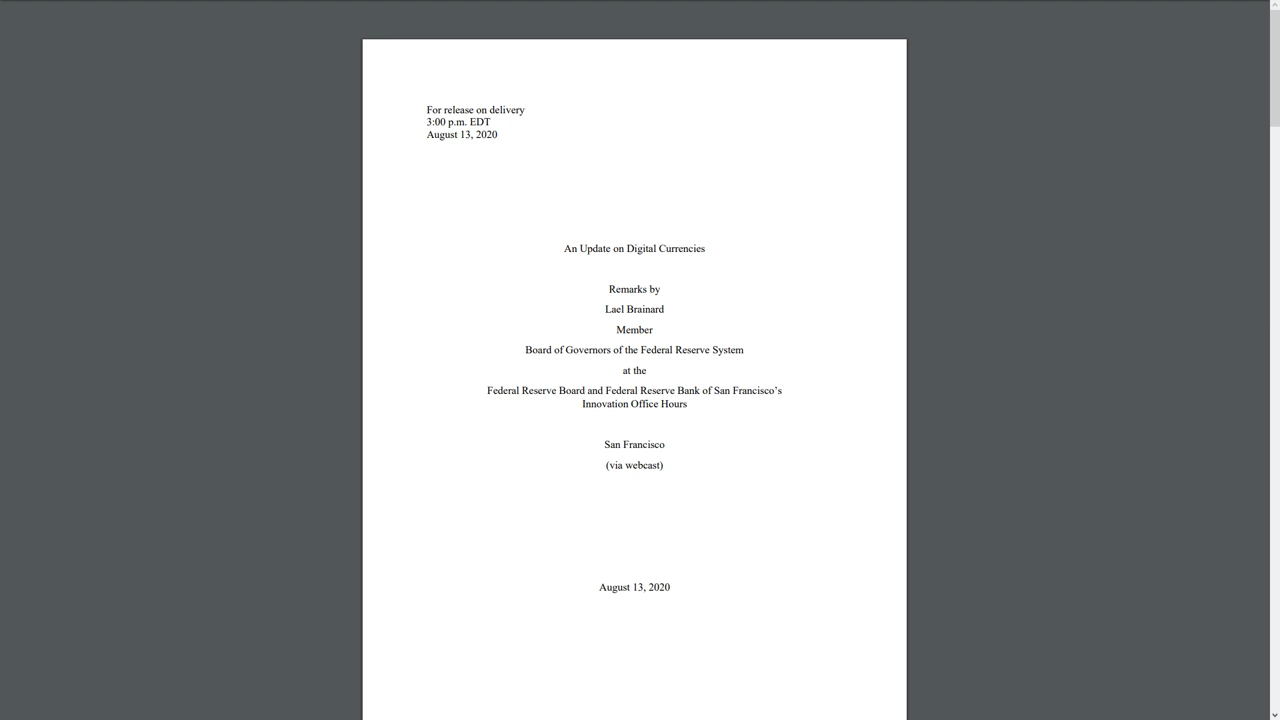 For release on delivery
3:00 p.m. EDT
August 13, 2020
An Update on Digital Currencies
Remarks by
Lael Brainard
Member
Board of Governors of the Federal Reserve System
at the
Federal Reserve Board and Federal Reserve Bank of San Francisco’s
Innovation Office Hours
San Francisco
(via webcast)
August 13, 2020